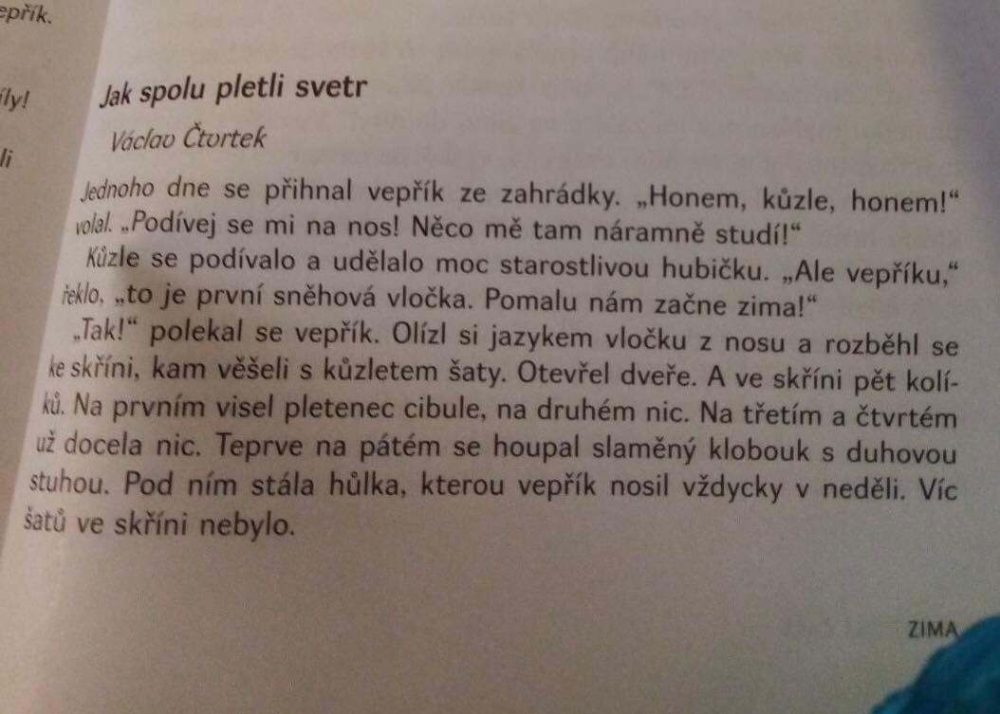 epřík.
íly!
li
Jak spolu pletli svetr
Václav Čtvrtek
Jednoho dne se přihnal vepřík ze zahrádky. „Honem, kůzle, honem!“
volal. „Podívej se mi na nos! Něco mě tam náramně studí!“
Kůzle se podívalo a udělalo moc starostlivou hubičku. „Ale vepříku,“
řeklo, „to je první sněhová vločka. Pomalu nám začne zima!“
„Tak!“ polekal se vepřík. Olízl si jazykem vločku z nosu a rozběhl se
ke skříni, kam věšeli s kůzletem šaty. Otevřel dveře. A ve skříni pět kolí-
ků. Na prvním visel pletenec cibule, na druhém nic. Na třetím a čtvrtém
už docela nic. Teprve na pátém se houpal slaměný klobouk s duhovou
stuhou. Pod ním stála hůlka, kterou vepřík nosil vždycky v neděli. Víc
šatů ve skříni nebylo.
ZIMA